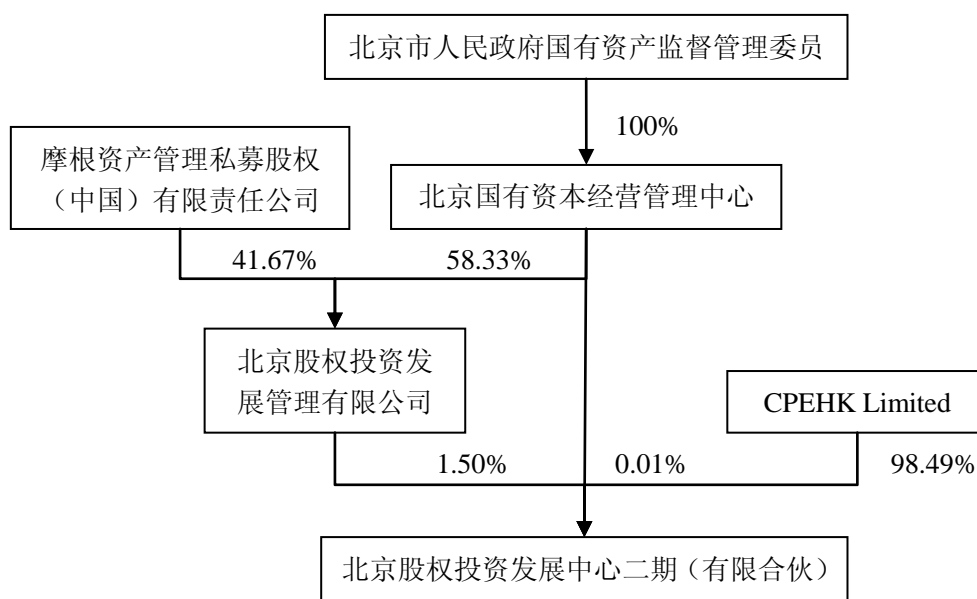 北京市人民政府国有资产监督管理委员
100%
摩根资产管理私募股权
（中国）有限责任公司
北京国有资本经营管理中心
41.67%
58.33%
北京股权投资发
展管理有限公司
CPEHK Limited
1.50%
0.01%
98.49%
北京股权投资发展中心二期（有限合伙）